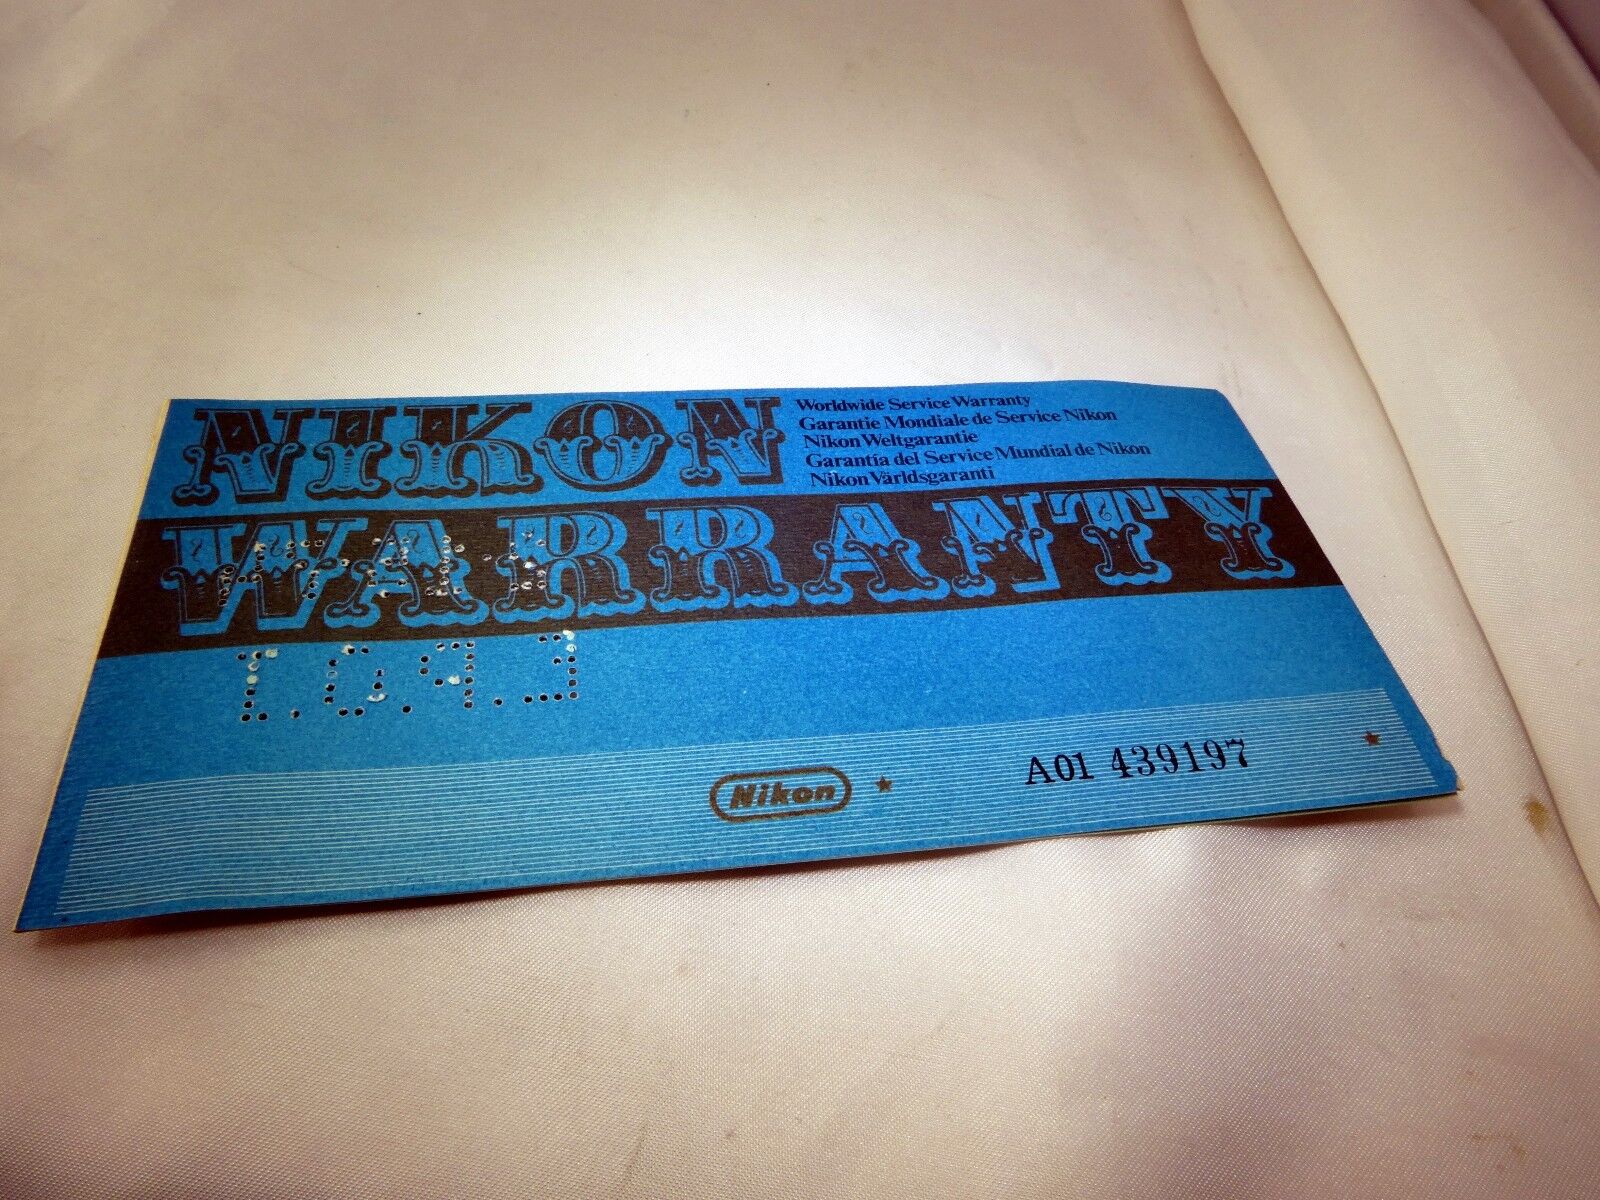 NIKON
Worldwide Service Warranty
Garantie Mondiale de Service Nikon
Nikon Weltgarantie
Garantía del Service Mundial de Nikon
Nikon Världsgaranti
WARRANTY
Nikon
A01 439197